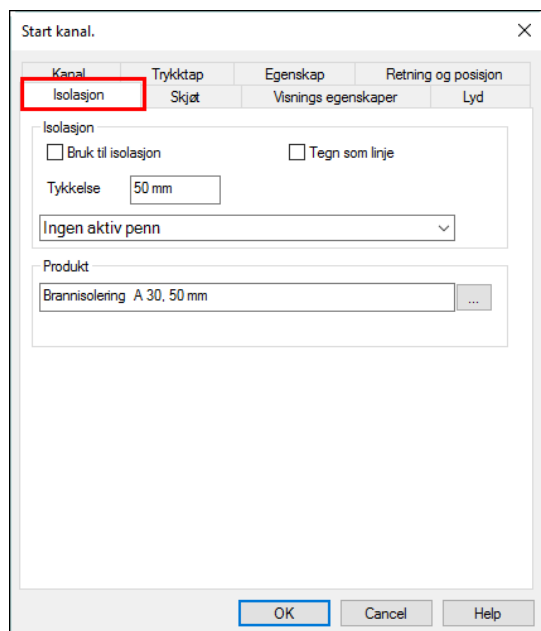 Start kanal.
Kanal Trykktap Egenskap Retning og posisjon
Isolasjon Skjøt Visnings egenskaper Lyd
Isolasjon
Bruk til isolasjon Tegn som linje
Tykkelse 50 mm
Ingen aktiv penn
Produkt
Brannisolering A 30, 50 mm ...
OK Cancel Help